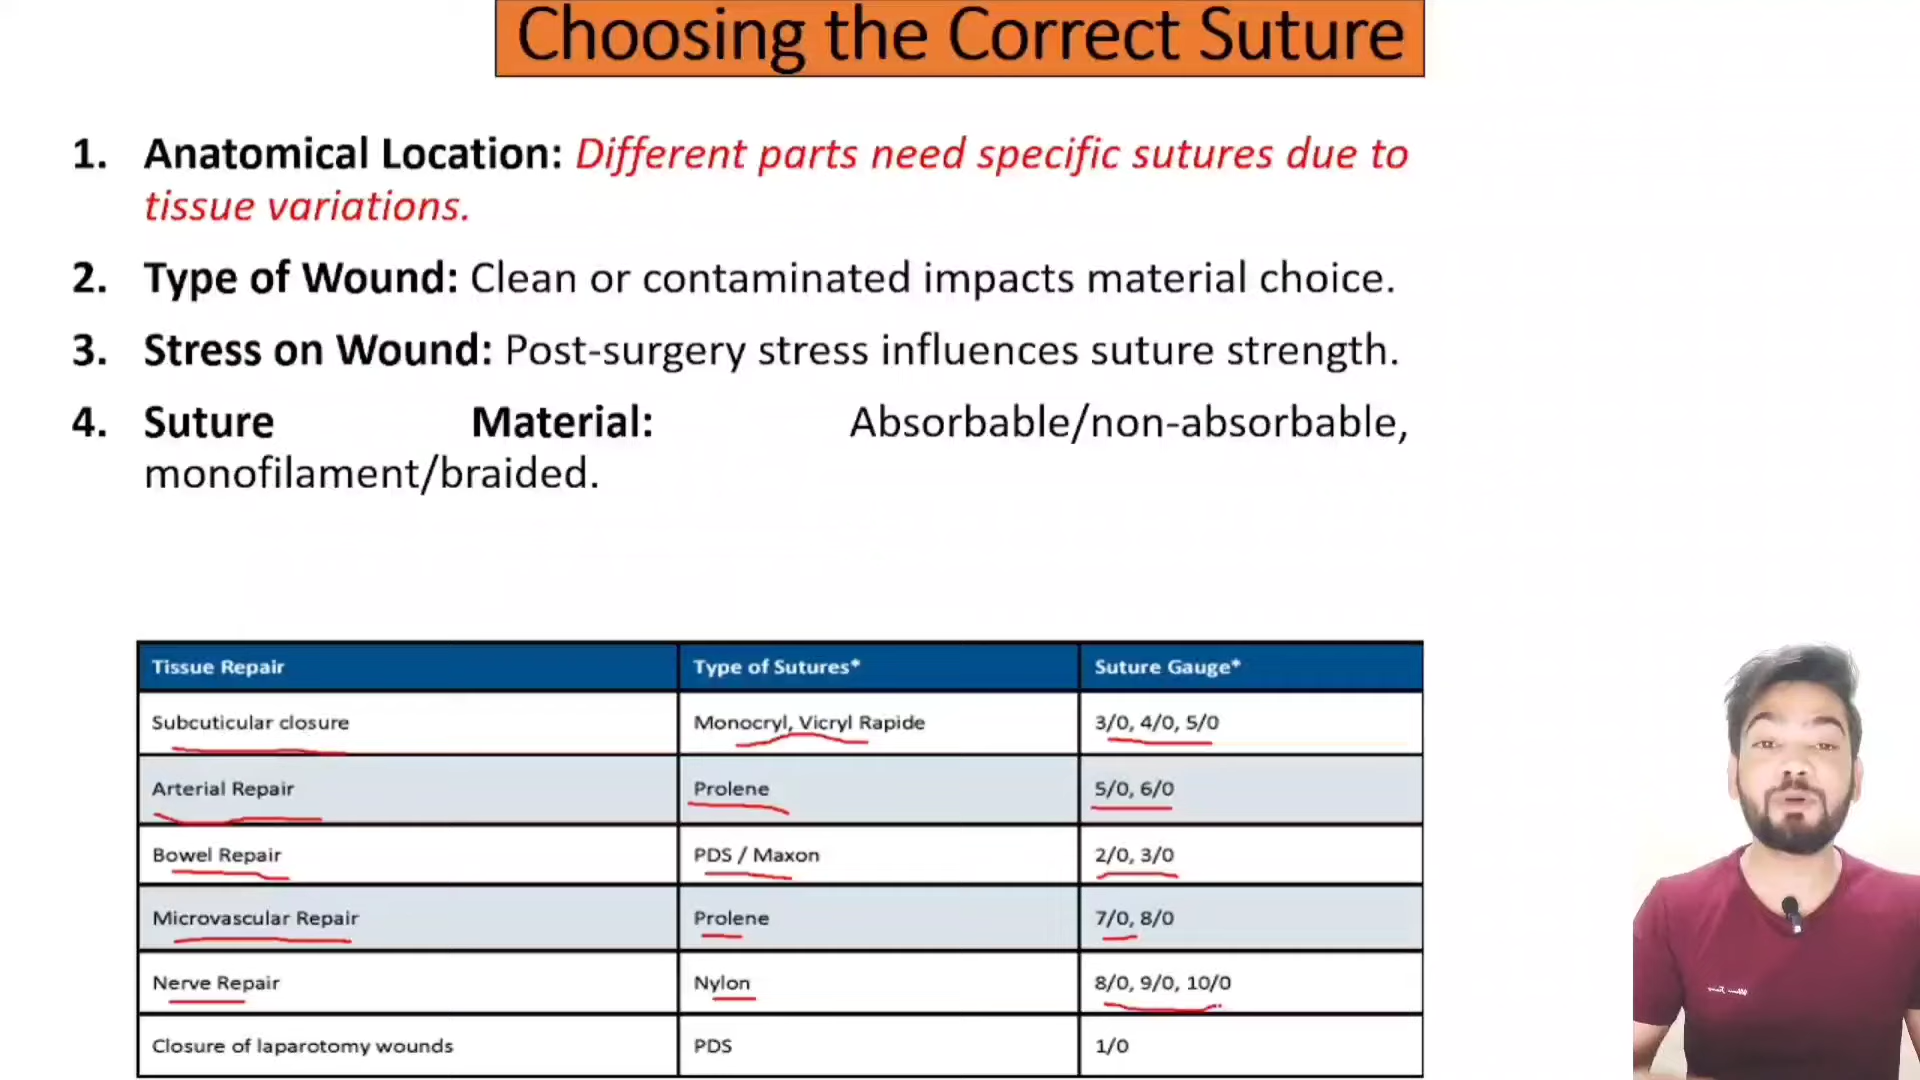 Choosing the Correct Suture
1. Anatomical Location: Different parts need specific sutures due to
tissue variations.
2. Type of Wound: Clean or contaminated impacts material choice.
3. Stress on Wound: Post-surgery stress influences suture strength.
4. Suture Material: Absorbable/non-absorbable,
monofilament/braided.
Tissue Repair Type of Sutures* Suture Gauge*
Subcuticular closure Monocryl, Vicryl Rapide 3/0, 4/0, 5/0
Arterial Repair Prolene 5/0, 6/0
Bowel Repair PDS / Maxon 2/0, 3/0
Microvascular Repair Prolene 7/0, 8/0
Nerve Repair Nylon 8/0, 9/0, 10/0
Closure of laparotomy wounds PDS 1/0